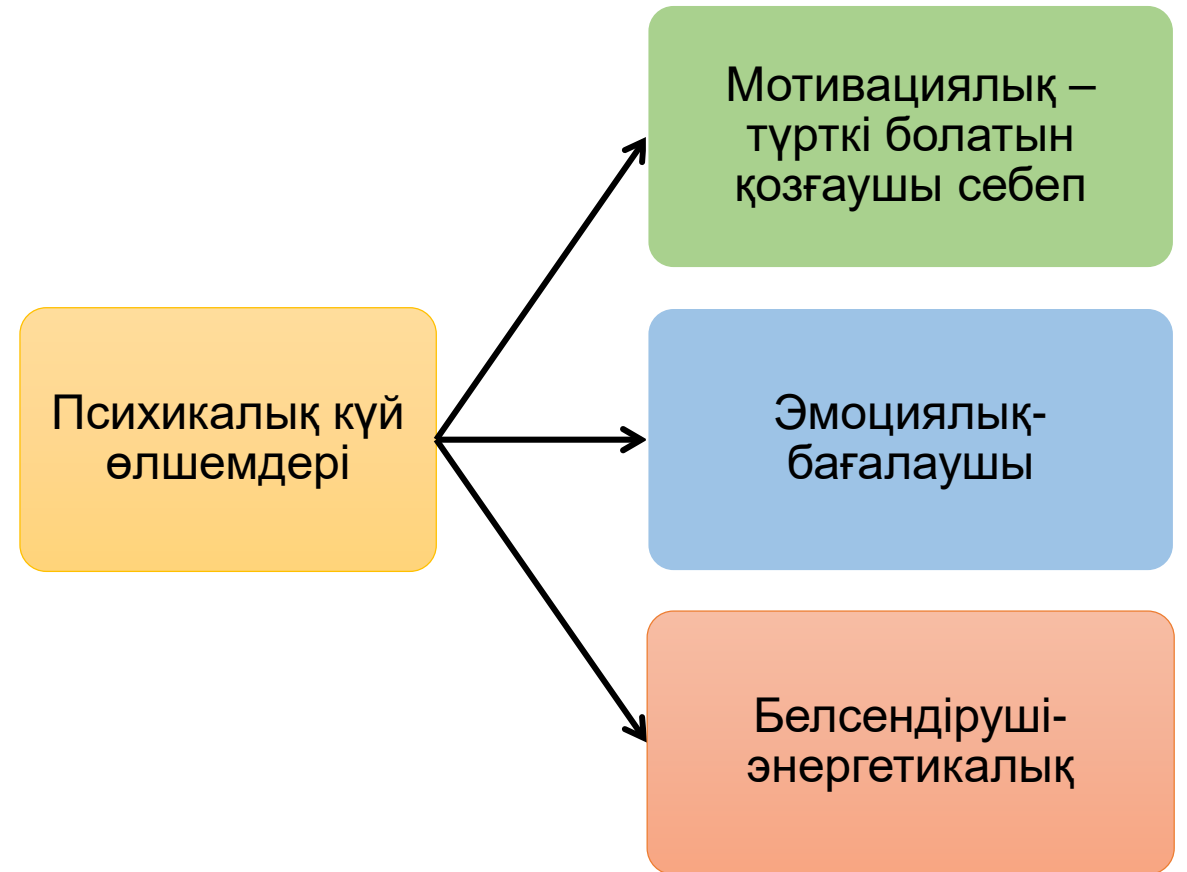 Мотивациялық –
түрткі болатын
қозғаушы себеп
Психикалық күй
өлшемдері
Эмоциялық-
бағалаушы
Белсендіруші-
энергетикалық